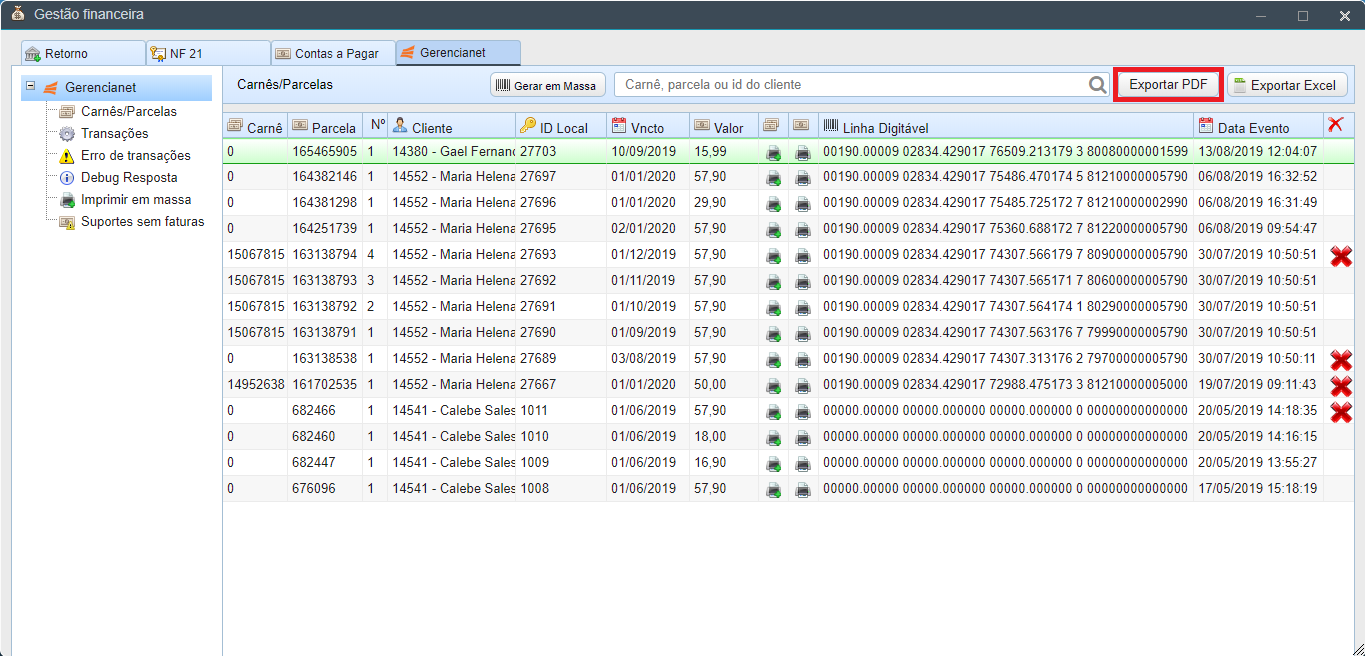 Gestão financeira
Retorno NF 21 Contas a Pagar Gerencianet
Gerencianet
Carnês/Parcelas
Transações
Erro de transações
Debug Resposta
Imprimir em massa
Suportes sem faturas
Carnês/Parcelas Gerar em Massa Carnê, parcela ou id do cliente Exportar PDF Exportar Excel
Carnê Parcela Nº Cliente ID Local Vncto Valor Linha Digitável Data Evento
0 165465905 1 14380 - Gael Fernanc 27703 10/09/2019 15,99 00190.00009 02834.429017 76509.213179 3 80080000001599 13/08/2019 12:04:07
0 164382146 1 14552 - Maria Helena 27697 01/01/2020 57,90 00190.00009 02834.429017 75486.470174 5 81210000005790 06/08/2019 16:32:52
0 164381298 1 14552 - Maria Helena 27696 01/01/2020 29,90 00190.00009 02834.429017 75485.725172 7 81210000002990 06/08/2019 16:31:49
0 164251739 1 14552 - Maria Helena 27695 02/01/2020 57,90 00190.00009 02834.429017 75360.688172 7 81220000005790 06/08/2019 09:54:47
15067815 163138794 4 14552 - Maria Helena 27693 01/12/2019 57,90 00190.00009 02834.429017 74307.566179 7 80900000005790 30/07/2019 10:50:51
15067815 163138793 3 14552 - Maria Helena 27692 01/11/2019 57,90 00190.00009 02834.429017 74307.565171 7 80600000005790 30/07/2019 10:50:51
15067815 163138792 2 14552 - Maria Helena 27691 01/10/2019 57,90 00190.00009 02834.429017 74307.564174 1 80290000005790 30/07/2019 10:50:51
15067815 163138791 1 14552 - Maria Helena 27690 01/09/2019 57,90 00190.00009 02834.429017 74307.563176 7 79990000005790 30/07/2019 10:50:51
0 163138538 1 14552 - Maria Helena 27689 03/08/2019 57,90 00190.00009 02834.429017 74307.313176 2 79700000005790 30/07/2019 10:50:11
14952638 161702535 1 14552 - Maria Helena 27667 01/01/2020 50,00 00190.00009 02834.429017 72988.475173 3 81210000005000 19/07/2019 09:11:43
0 682466 1 14541 - Calebe Sales 1011 01/06/2019 57,90 00000.00000 00000.000000 00000.000000 0 00000000000000 20/05/2019 14:18:35
0 682460 1 14541 - Calebe Sales 1010 01/06/2019 18,00 00000.00000 00000.000000 00000.000000 0 00000000000000 20/05/2019 14:16:15
0 682447 1 14541 - Calebe Sales 1009 01/06/2019 16,90 00000.00000 00000.000000 00000.000000 0 00000000000000 20/05/2019 13:55:27
0 676096 1 14541 - Calebe Sales 1008 01/06/2019 57,90 00000.00000 00000.000000 00000.000000 0 00000000000000 17/05/2019 15:18:19